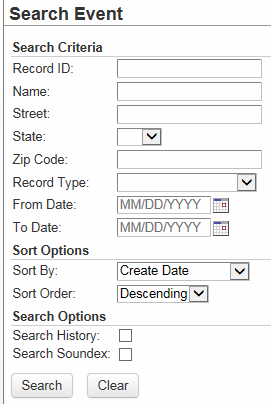 Search Event
Search Criteria
Record ID:
Name:
Street:
State:
Zip Code:
Record Type:
From Date: MM/DD/YYYY
To Date: MM/DD/YYYY
Sort Options
Sort By: Create Date
Sort Order: Descending
Search Options
Search History:
Search Soundex:
Search Clear